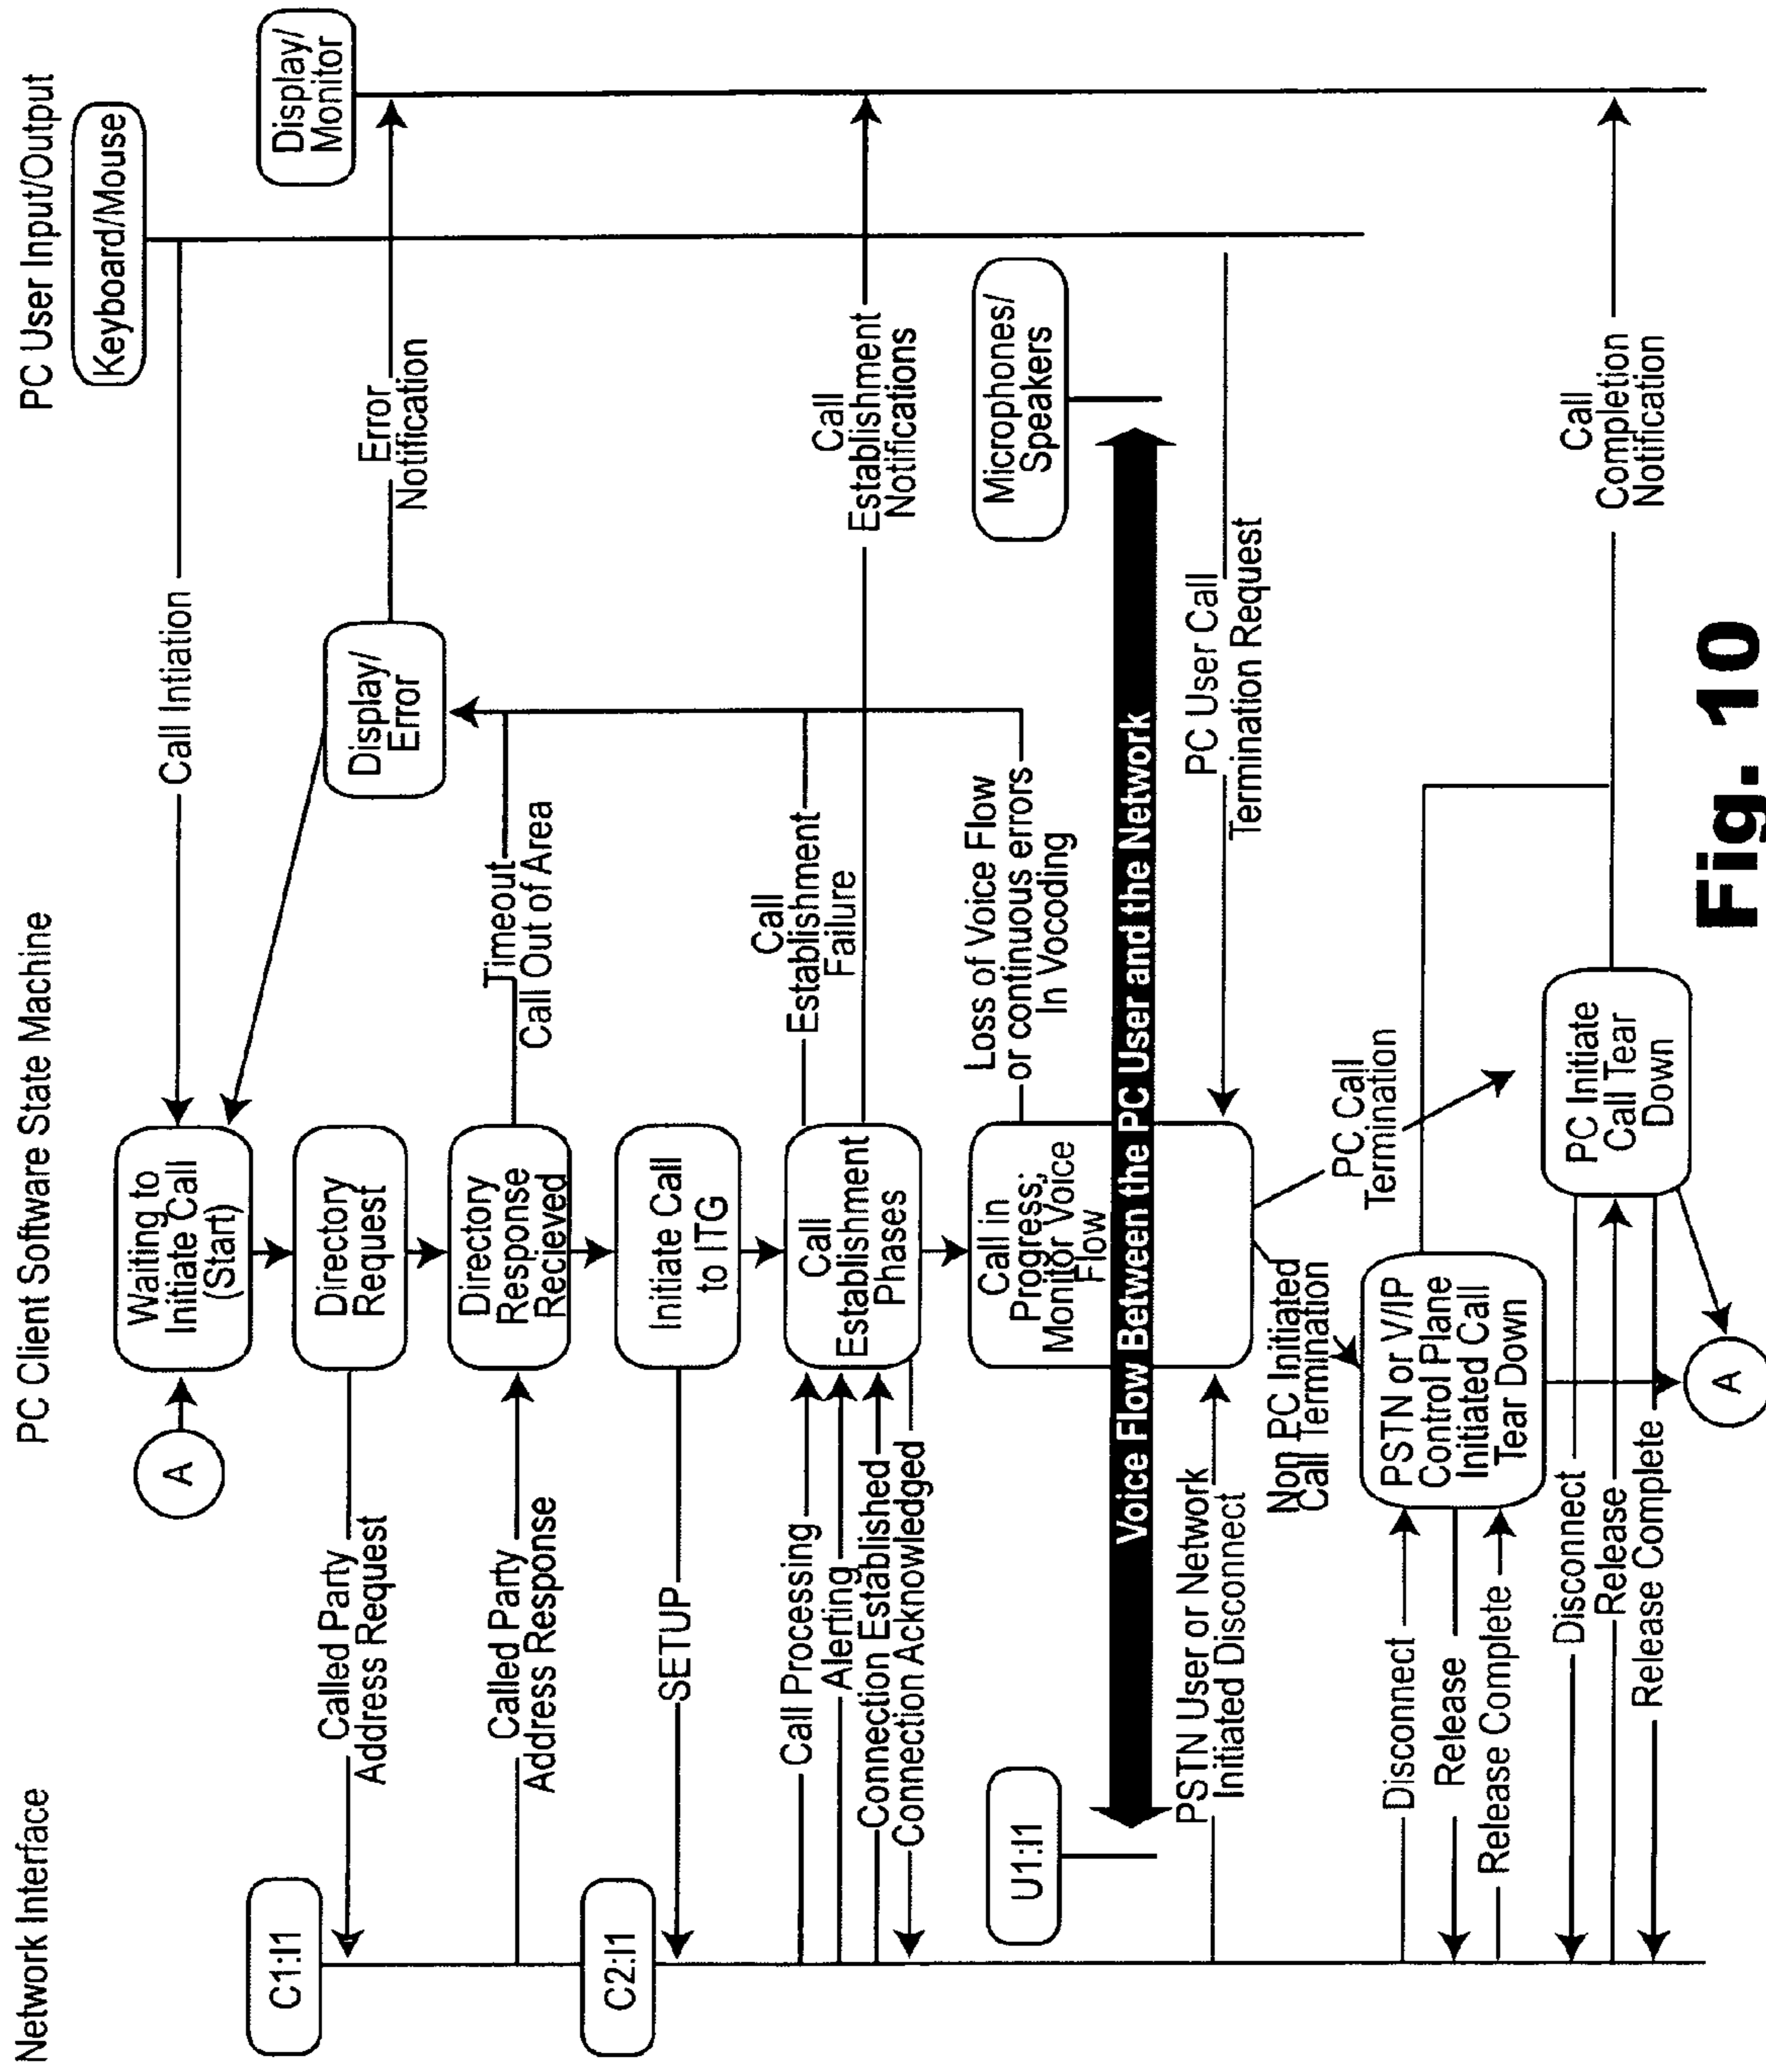 Network Interface
PC Client Software State Machine
PC User Input/Output
Keyboard/Mouse
Call Intiation
Waiting to
Initiate Call
(Start)
A
C1:I1
Called Party
Address Request
Directory
Request
Display/
Error
Error
Notification
Display/
Monitor
Called Party
Address Response
Directory
Response
Recieved
Timeout
Call Out of Area
C2:I1
SETUP
Initiate Call
to ITG
Call Processing
Alerting
Connection Established
Connection Acknowledged
Call
Establishment
Phases
Call
Establishment
Failure
Call
Establishment
Notifications
U1:I1
Call in
Progress;
Monitor Voice
Flow
Loss of Voice Flow
or continuous errors
In Vocoding
Microphones/
Speakers
Voice Flow Between the PC User and the Network
PSTN User or Network
Initiated Disconnect
PC User Call
Termination Request
Non PC Initiated
Call Termination
PC Call
Termination
Disconnect
Release
Release Complete
PSTN or V/IP
Control Plane
Initiated Call
Tear Down
Disconnect
Release
Release Complete
PC Initiate
Call Tear
Down
Call
Completion
Notification
A
Fig. 10